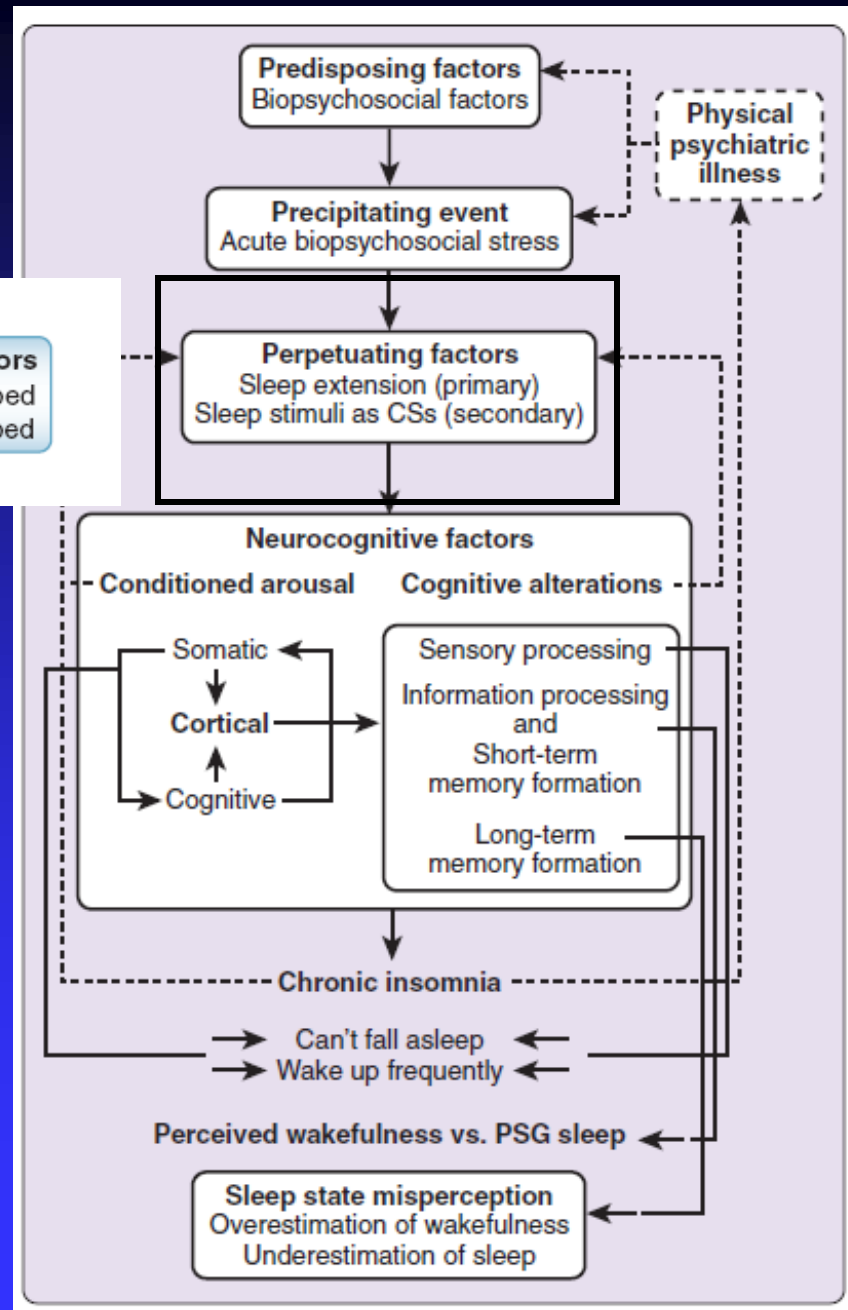 Predisposing factors
Biopsychosocial factors
Physical
psychiatric
illness
Precipitating event
Acute biopsychosocial stress
Perpetuating factors
Sleep extension (primary)
Sleep stimuli as CSs (secondary)
Neurocognitive factors
Conditioned arousal
Cognitive alterations
Somatic
Cortical
Cognitive
Sensory processing
Information processing
and
Short-term
memory formation
Long-term
memory formation
Chronic insomnia
Can't fall asleep
Wake up frequently
Perceived wakefulness vs. PSG sleep
Sleep state misperception
Overestimation of wakefulness
Underestimation of sleep